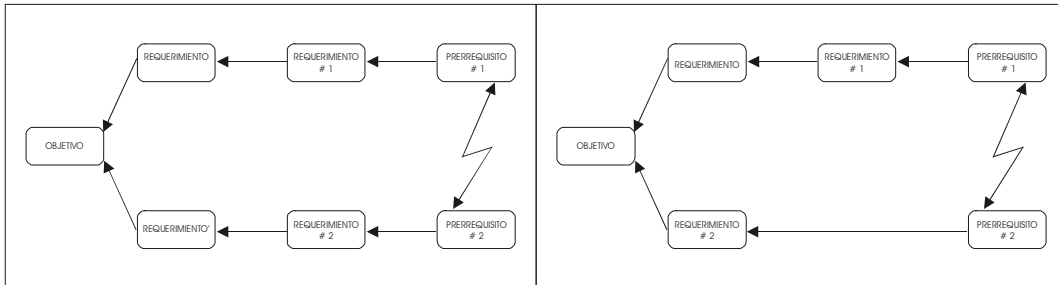 REQUERIMIENTO
REQUERIMIENTO
# 1
PRERREQUISITO
# 1
OBJETIVO
REQUERIMIENTO'
REQUERIMIENTO
# 2
PRERREQUISITO
# 2
REQUERIMIENTO
REQUERIMIENTO
# 1
PRERREQUISITO
# 1
OBJETIVO
REQUERIMIENTO
# 2
PRERREQUISITO
# 2